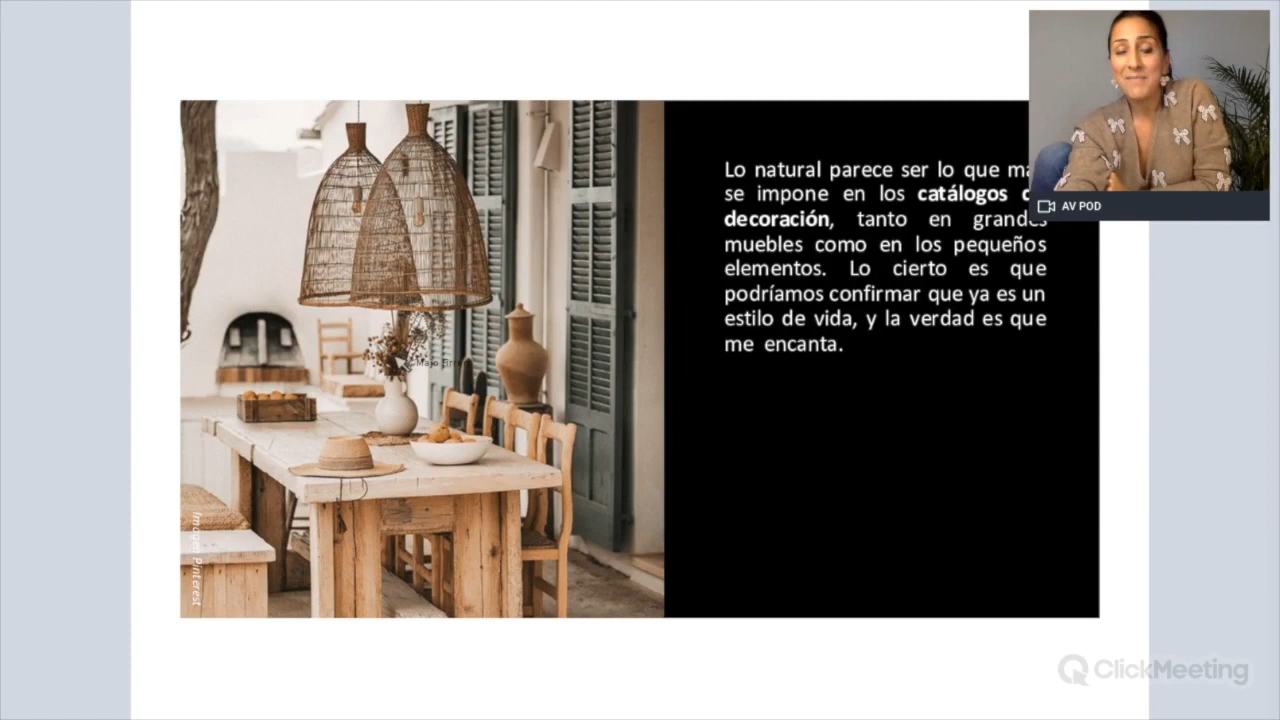 Lo natural parece ser lo que
se impone en los catálogos
decoración, tanto en grandes
muebles como en los pequeños
elementos. Lo cierto es que
podríamos confirmar que ya es un
estilo de vida, y la verdad es que
me encanta.
AV POD
Imagen Pinterest
ClickMeeting